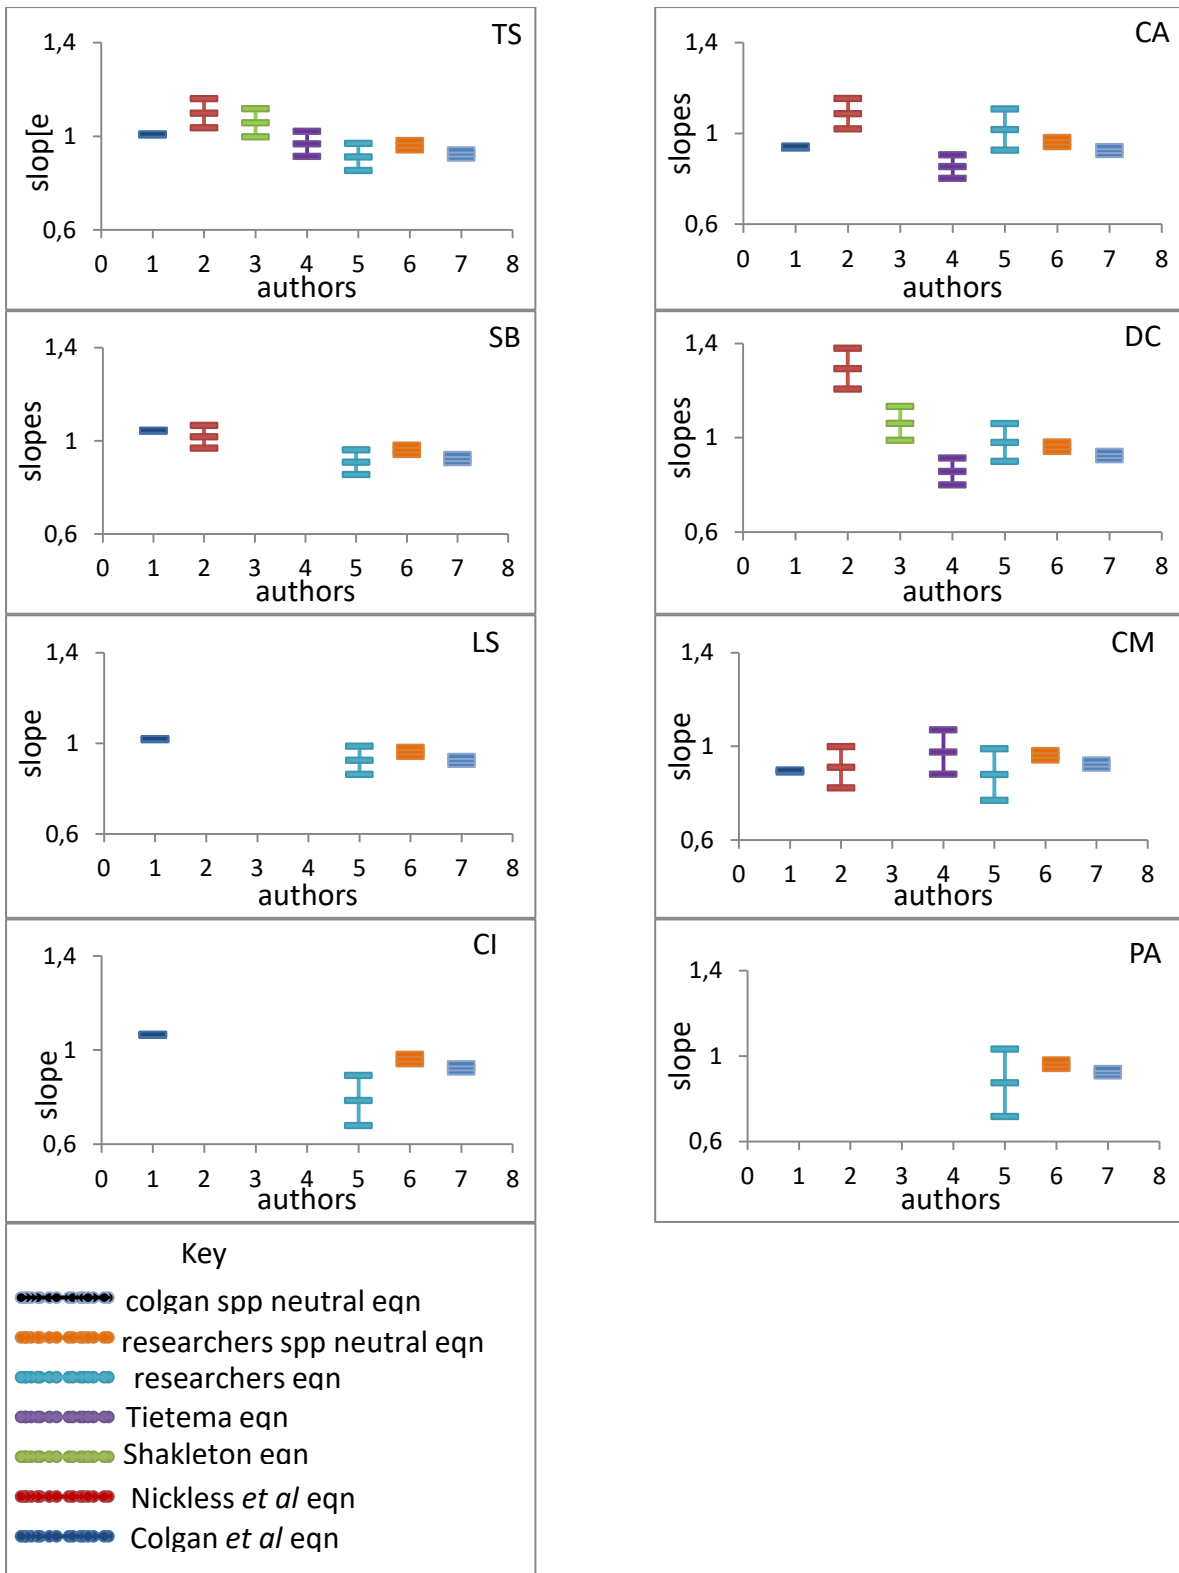 TS
1,4
1
0,6
slop[e
0 1 2 3 4 5 6 7 8
authors
CA
1,4
1
0,6
slopes
0 1 2 3 4 5 6 7 8
authors
SB
1,4
1
0,6
slopes
0 1 2 3 4 5 6 7 8
authors
DC
1,4
1
0,6
slopes
0 1 2 3 4 5 6 7 8
authors
LS
1,4
1
0,6
slope
0 1 2 3 4 5 6 7 8
authors
CM
1,4
1
0,6
slope
0 1 2 3 4 5 6 7 8
authors
CI
1,4
1
0,6
slope
0 1 2 3 4 5 6 7 8
authors
PA
1,4
1
0,6
slope
0 1 2 3 4 5 6 7 8
authors
Key
colgan spp neutral eqn
researchers spp neutral eqn
researchers eqn
Tietema eqn
Shakleton eqn
Nickless et al eqn
Colgan et al eqn